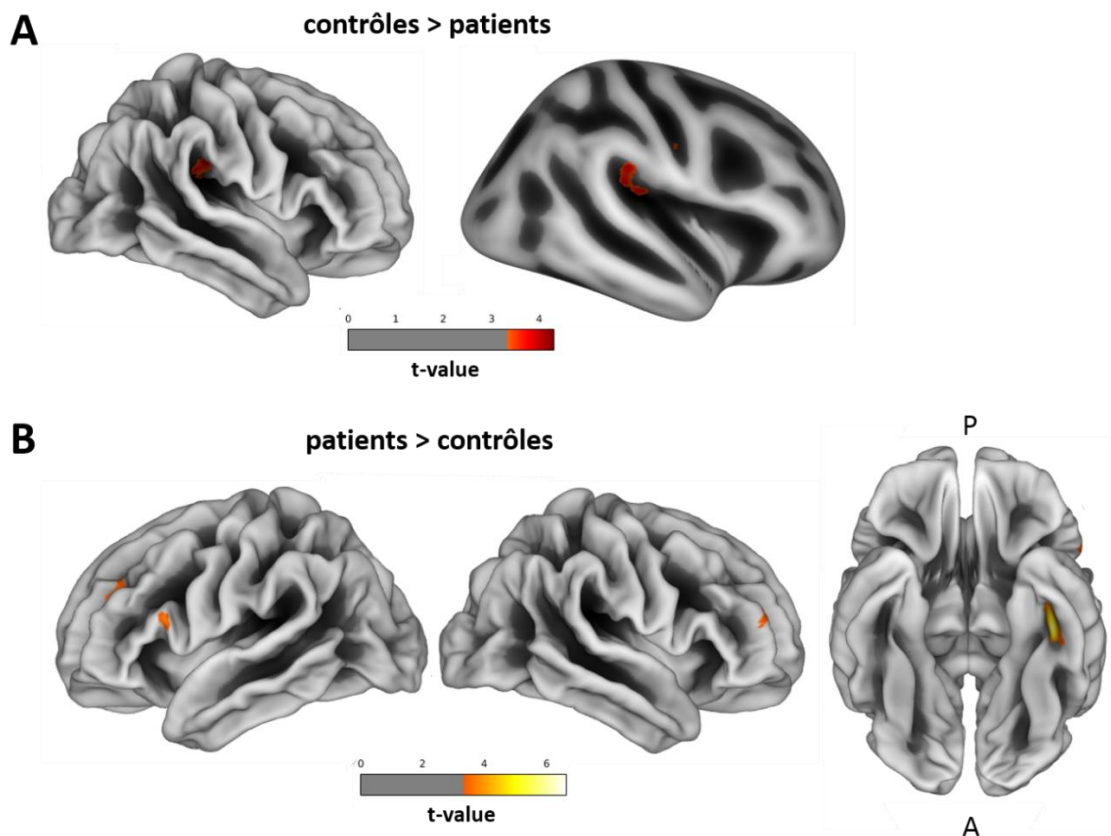 A
contrôles > patients
0 1 2 3 4
t-value
B
patients > contrôles
P
0 2 4 6
t-value
A